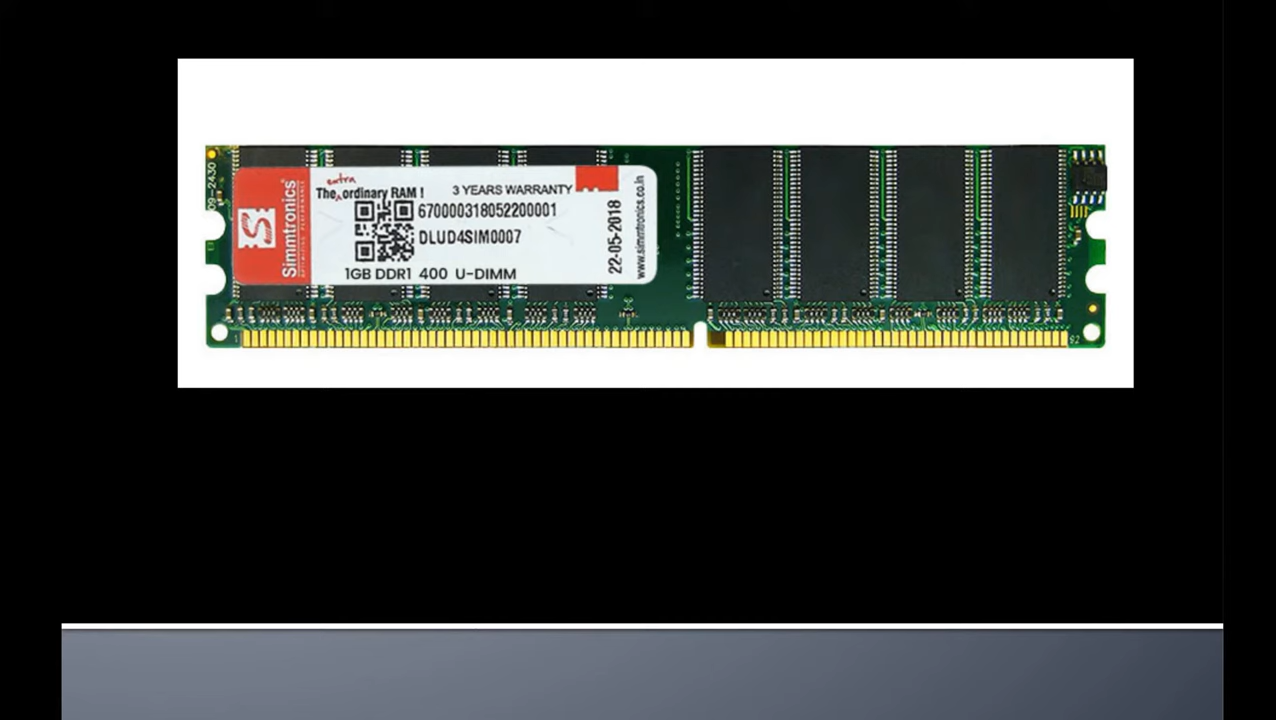 Simmtronics
extra
The ordinary RAM !
3 YEARS WARRANTY
670000318052200001
DLUD4SIM0007
1GB DDR1 400 U-DIMM
22-05-2018
www.simmtronics.co.in